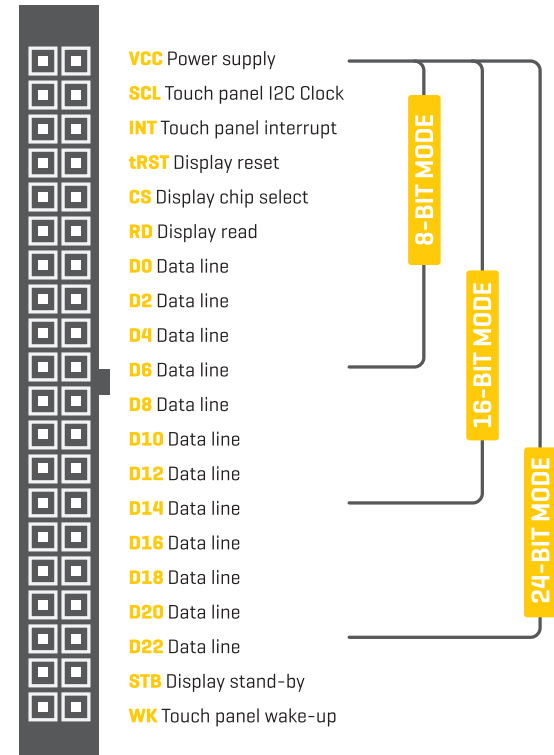 VCC Power supply
SCL Touch panel I2C Clock
INT Touch panel interrupt
tRST Display reset
CS Display chip select
RD Display read
D0 Data line
D2 Data line
D4 Data line
D6 Data line
D8 Data line
D10 Data line
D12 Data line
D14 Data line
D16 Data line
D18 Data line
D20 Data line
D22 Data line
STB Display stand-by
WK Touch panel wake-up
8-BIT MODE
16-BIT MODE
24-BIT MODE